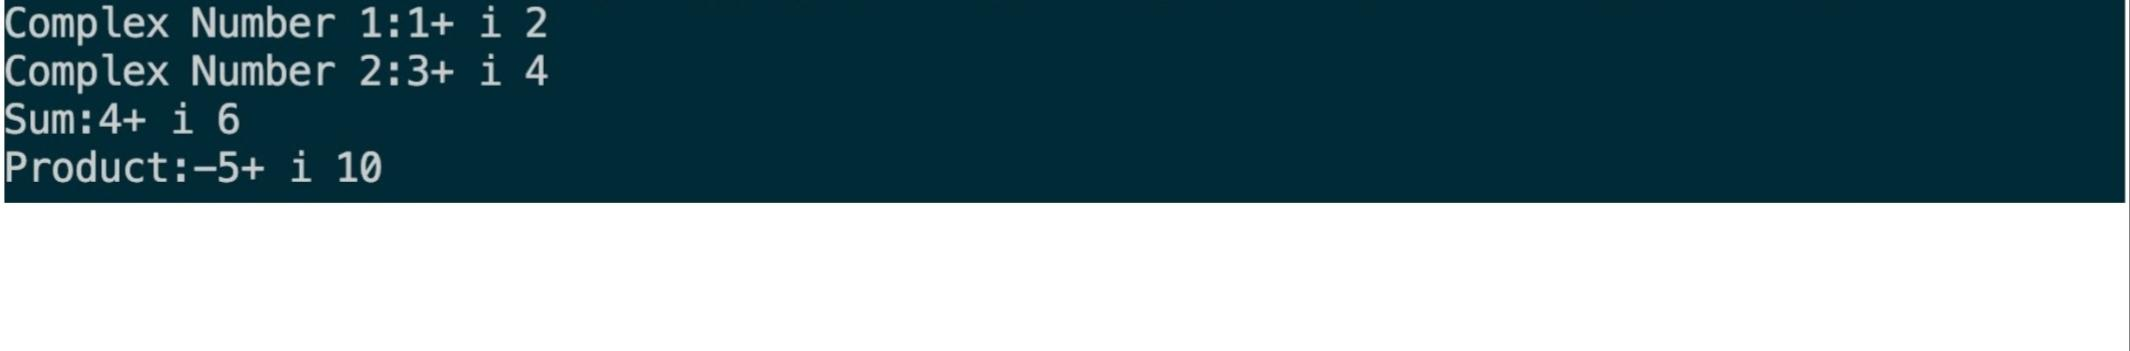 Complex Number 1:1+ i 2
Complex Number 2:3+ i 4
Sum:4+ i 6
Product:-5+ i 10